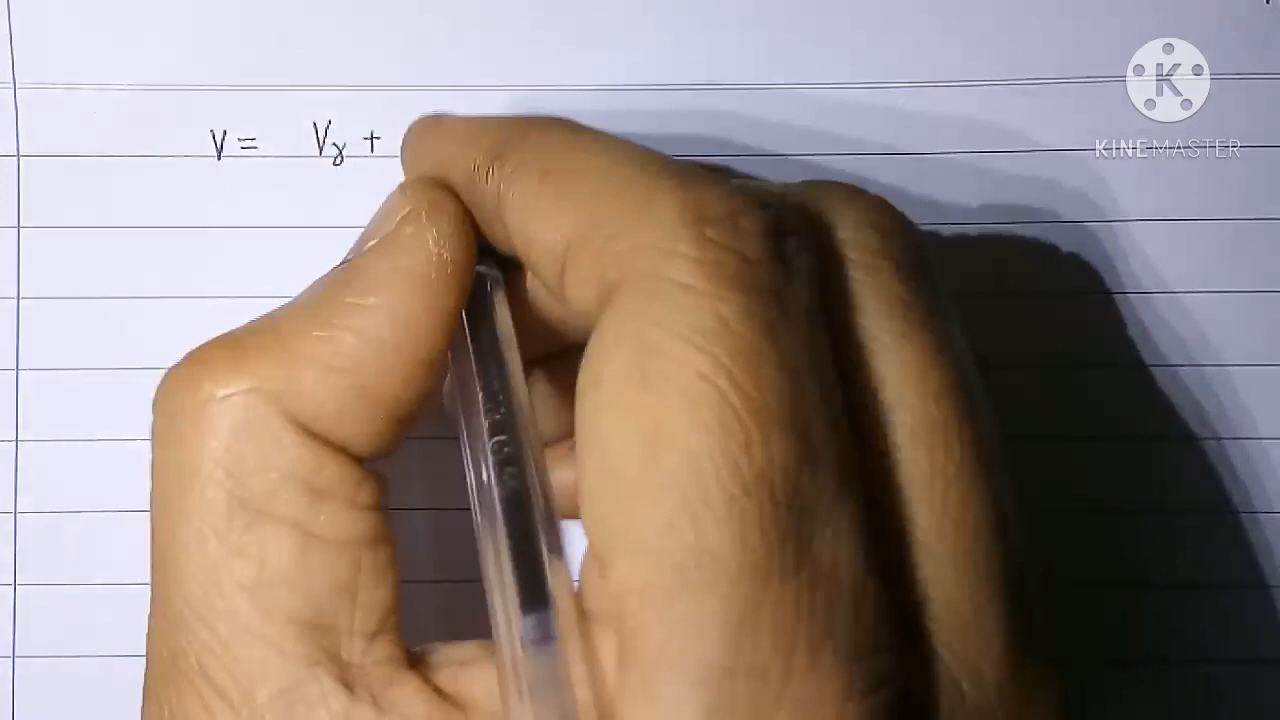 V = Vγ +
K
KINEMASTER